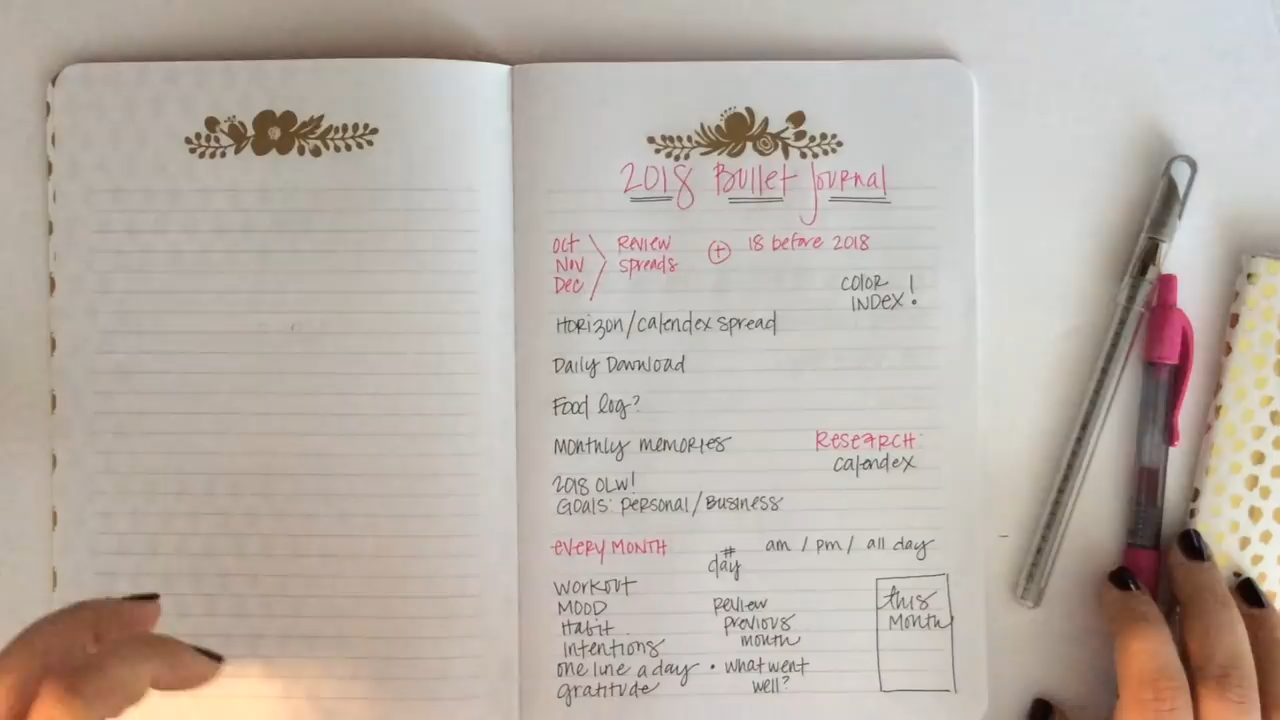 2018 Bullet Journal
Oct
Nov
Dec
Review
spreads
+ 18 before 2018
COLOR
INDEX!
Horizon/calendex spread
Daily Download
Food log?
Monthly memories
RESEARCH:
calendex
2018 OLW!
Goals: personal/Business
every MONTH
#
day
am / pm / all day
workout
MOOD
Habit
intentions
one line a day
gratitude
review
previous
month
• what went
well?
this
Month